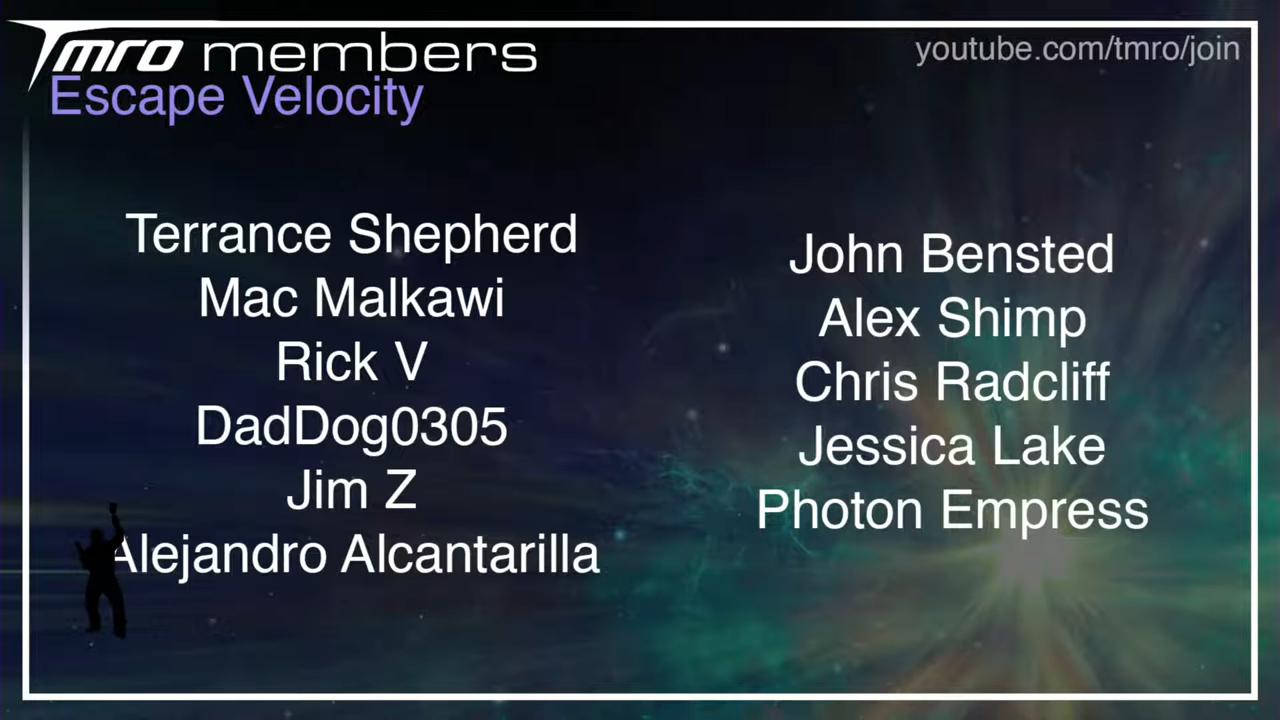 Tmro members
youtube.com/tmro/join
Escape Velocity
Terrance Shepherd
Mac Malkawi
Rick V
DadDog0305
Jim Z
Alejandro Alcantarilla
John Bensted
Alex Shimp
Chris Radcliff
Jessica Lake
Photon Empress